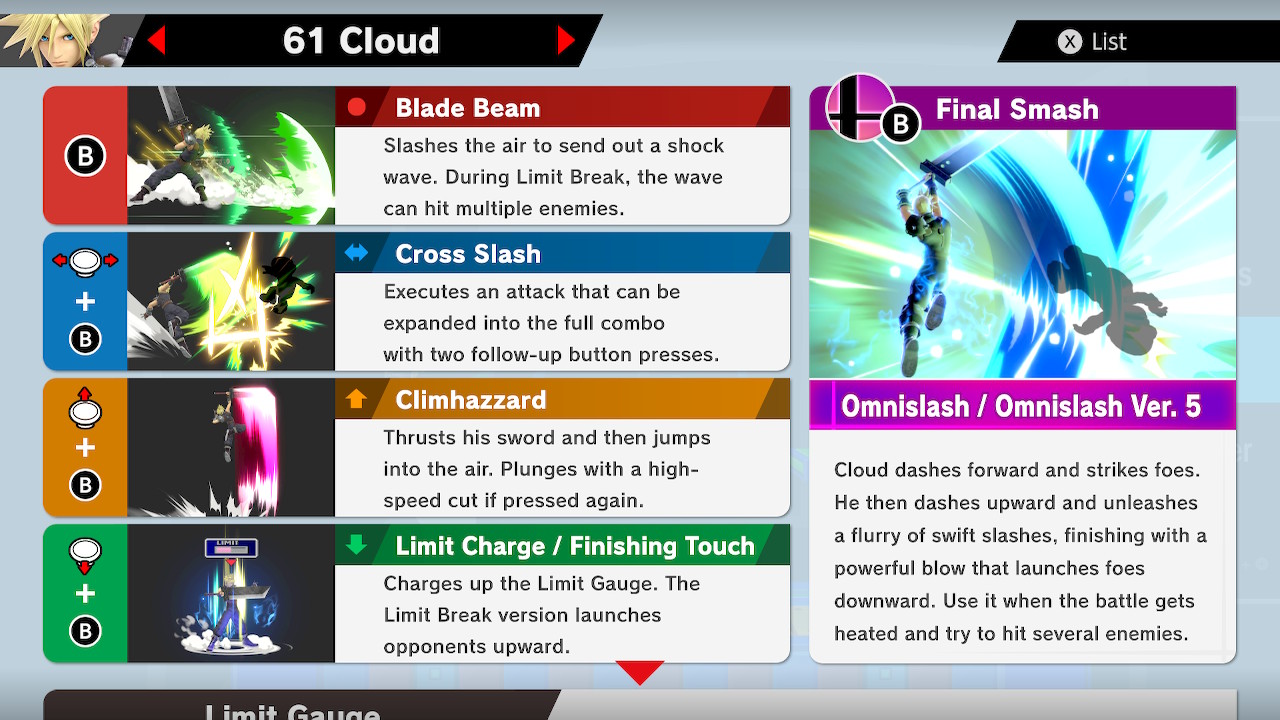 61 Cloud
X List
B
Blade Beam
Slashes the air to send out a shock
wave. During Limit Break, the wave
can hit multiple enemies.
+
B
Cross Slash
Executes an attack that can be
expanded into the full combo
with two follow-up button presses.
+
B
Climhazzard
Thrusts his sword and then jumps
into the air. Plunges with a high-
speed cut if pressed again.
+
B
LIMIT
Limit Charge / Finishing Touch
Charges up the Limit Gauge. The
Limit Break version launches
opponents upward.
B
Final Smash
Omnislash / Omnislash Ver. 5
Cloud dashes forward and strikes foes.
He then dashes upward and unleashes
a flurry of swift slashes, finishing with a
powerful blow that launches foes
downward. Use it when the battle gets
heated and try to hit several enemies.
Limit Gauge